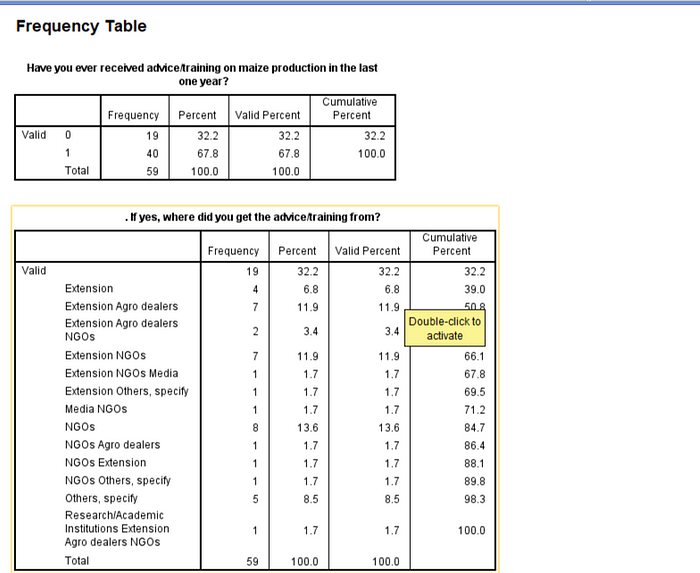 Frequency Table
Have you ever received advice/training on maize production in the last
one year?
Frequency Percent Valid Percent Cumulative Percent
Valid 0 19 32.2 32.2 32.2
1 40 67.8 67.8 100.0
Total 59 100.0 100.0
. If yes, where did you get the advice/training from?
Frequency Percent Valid Percent Cumulative Percent
Valid 19 32.2 32.2 32.2
Extension 4 6.8 6.8 39.0
Extension Agro dealers 7 11.9 11.9 50.8
Extension Agro dealers
NGOs 2 3.4 3.4
Double-click to
activate
Extension NGOs 7 11.9 11.9 66.1
Extension NGOs Media 1 1.7 1.7 67.8
Extension Others, specify 1 1.7 1.7 69.5
Media NGOs 1 1.7 1.7 71.2
NGOs 8 13.6 13.6 84.7
NGOs Agro dealers 1 1.7 1.7 86.4
NGOs Extension 1 1.7 1.7 88.1
NGOs Others, specify 1 1.7 1.7 89.8
Others, specify 5 8.5 8.5 98.3
Research/Academic
Institutions Extension 1 1.7 1.7 100.0
Agro dealers NGOs
Total 59 100.0 100.0